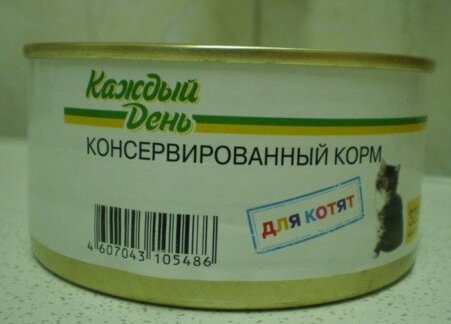 Каждый
День
КОНСЕРВИРОВАННЫЙ КОРМ
ДЛЯ КОТЯТ
4 607043 105486